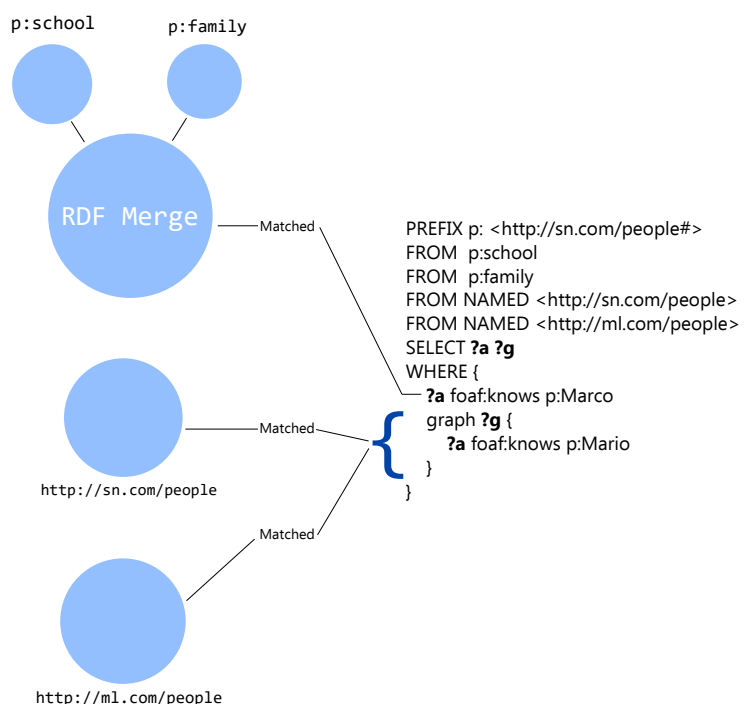 p:school
p:family
RDF Merge
Matched
PREFIX p: <http://sn.com/people#>
FROM  p:school
FROM  p:family
FROM NAMED <http://sn.com/people>
FROM NAMED <http://ml.com/people>
SELECT ?a ?g
WHERE {
?a foaf:knows p:Marco
graph ?g {
?a foaf:knows p:Mario
}
}
Matched
{
http://sn.com/people
Matched
http://ml.com/people